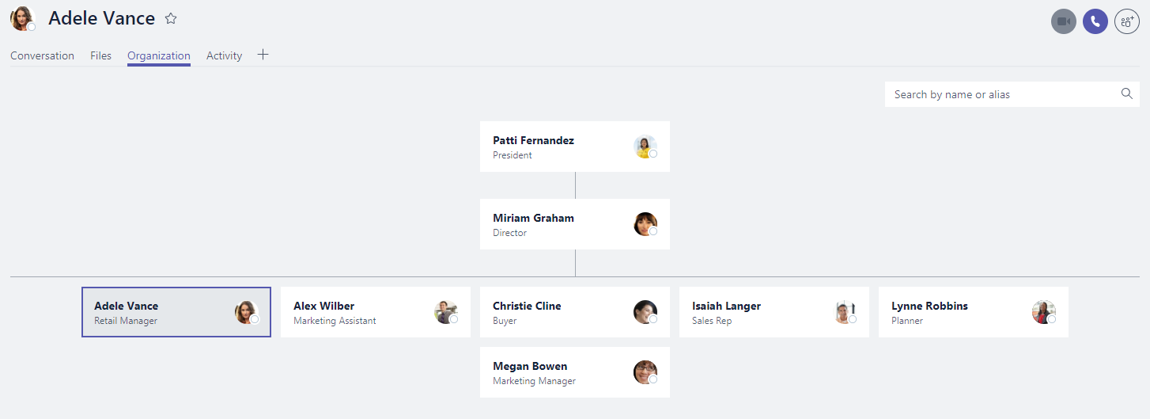 Adele Vance
Conversation Files Organization Activity
Search by name or alias
Patti Fernandez
President
Miriam Graham
Director
Adele Vance
Retail Manager
Alex Wilber
Marketing Assistant
Christie Cline
Buyer
Isaiah Langer
Sales Rep
Lynne Robbins
Planner
Megan Bowen
Marketing Manager